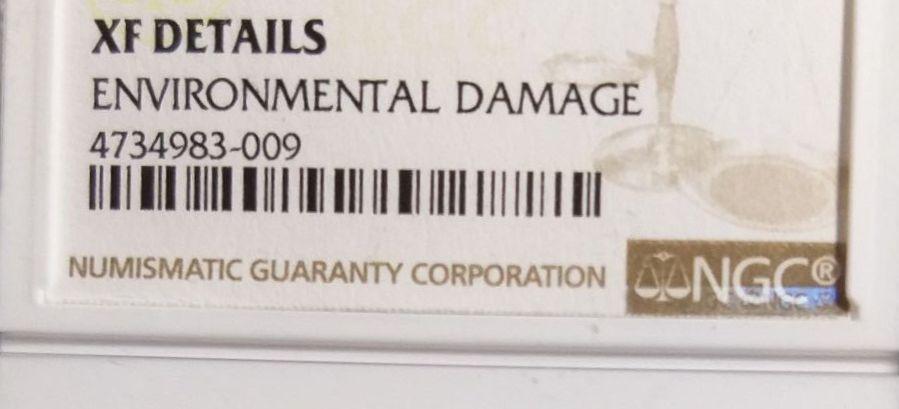 XF DETAILS
ENVIRONMENTAL DAMAGE
4734983-009
NUMISMATIC GUARANTY CORPORATION
NGC®